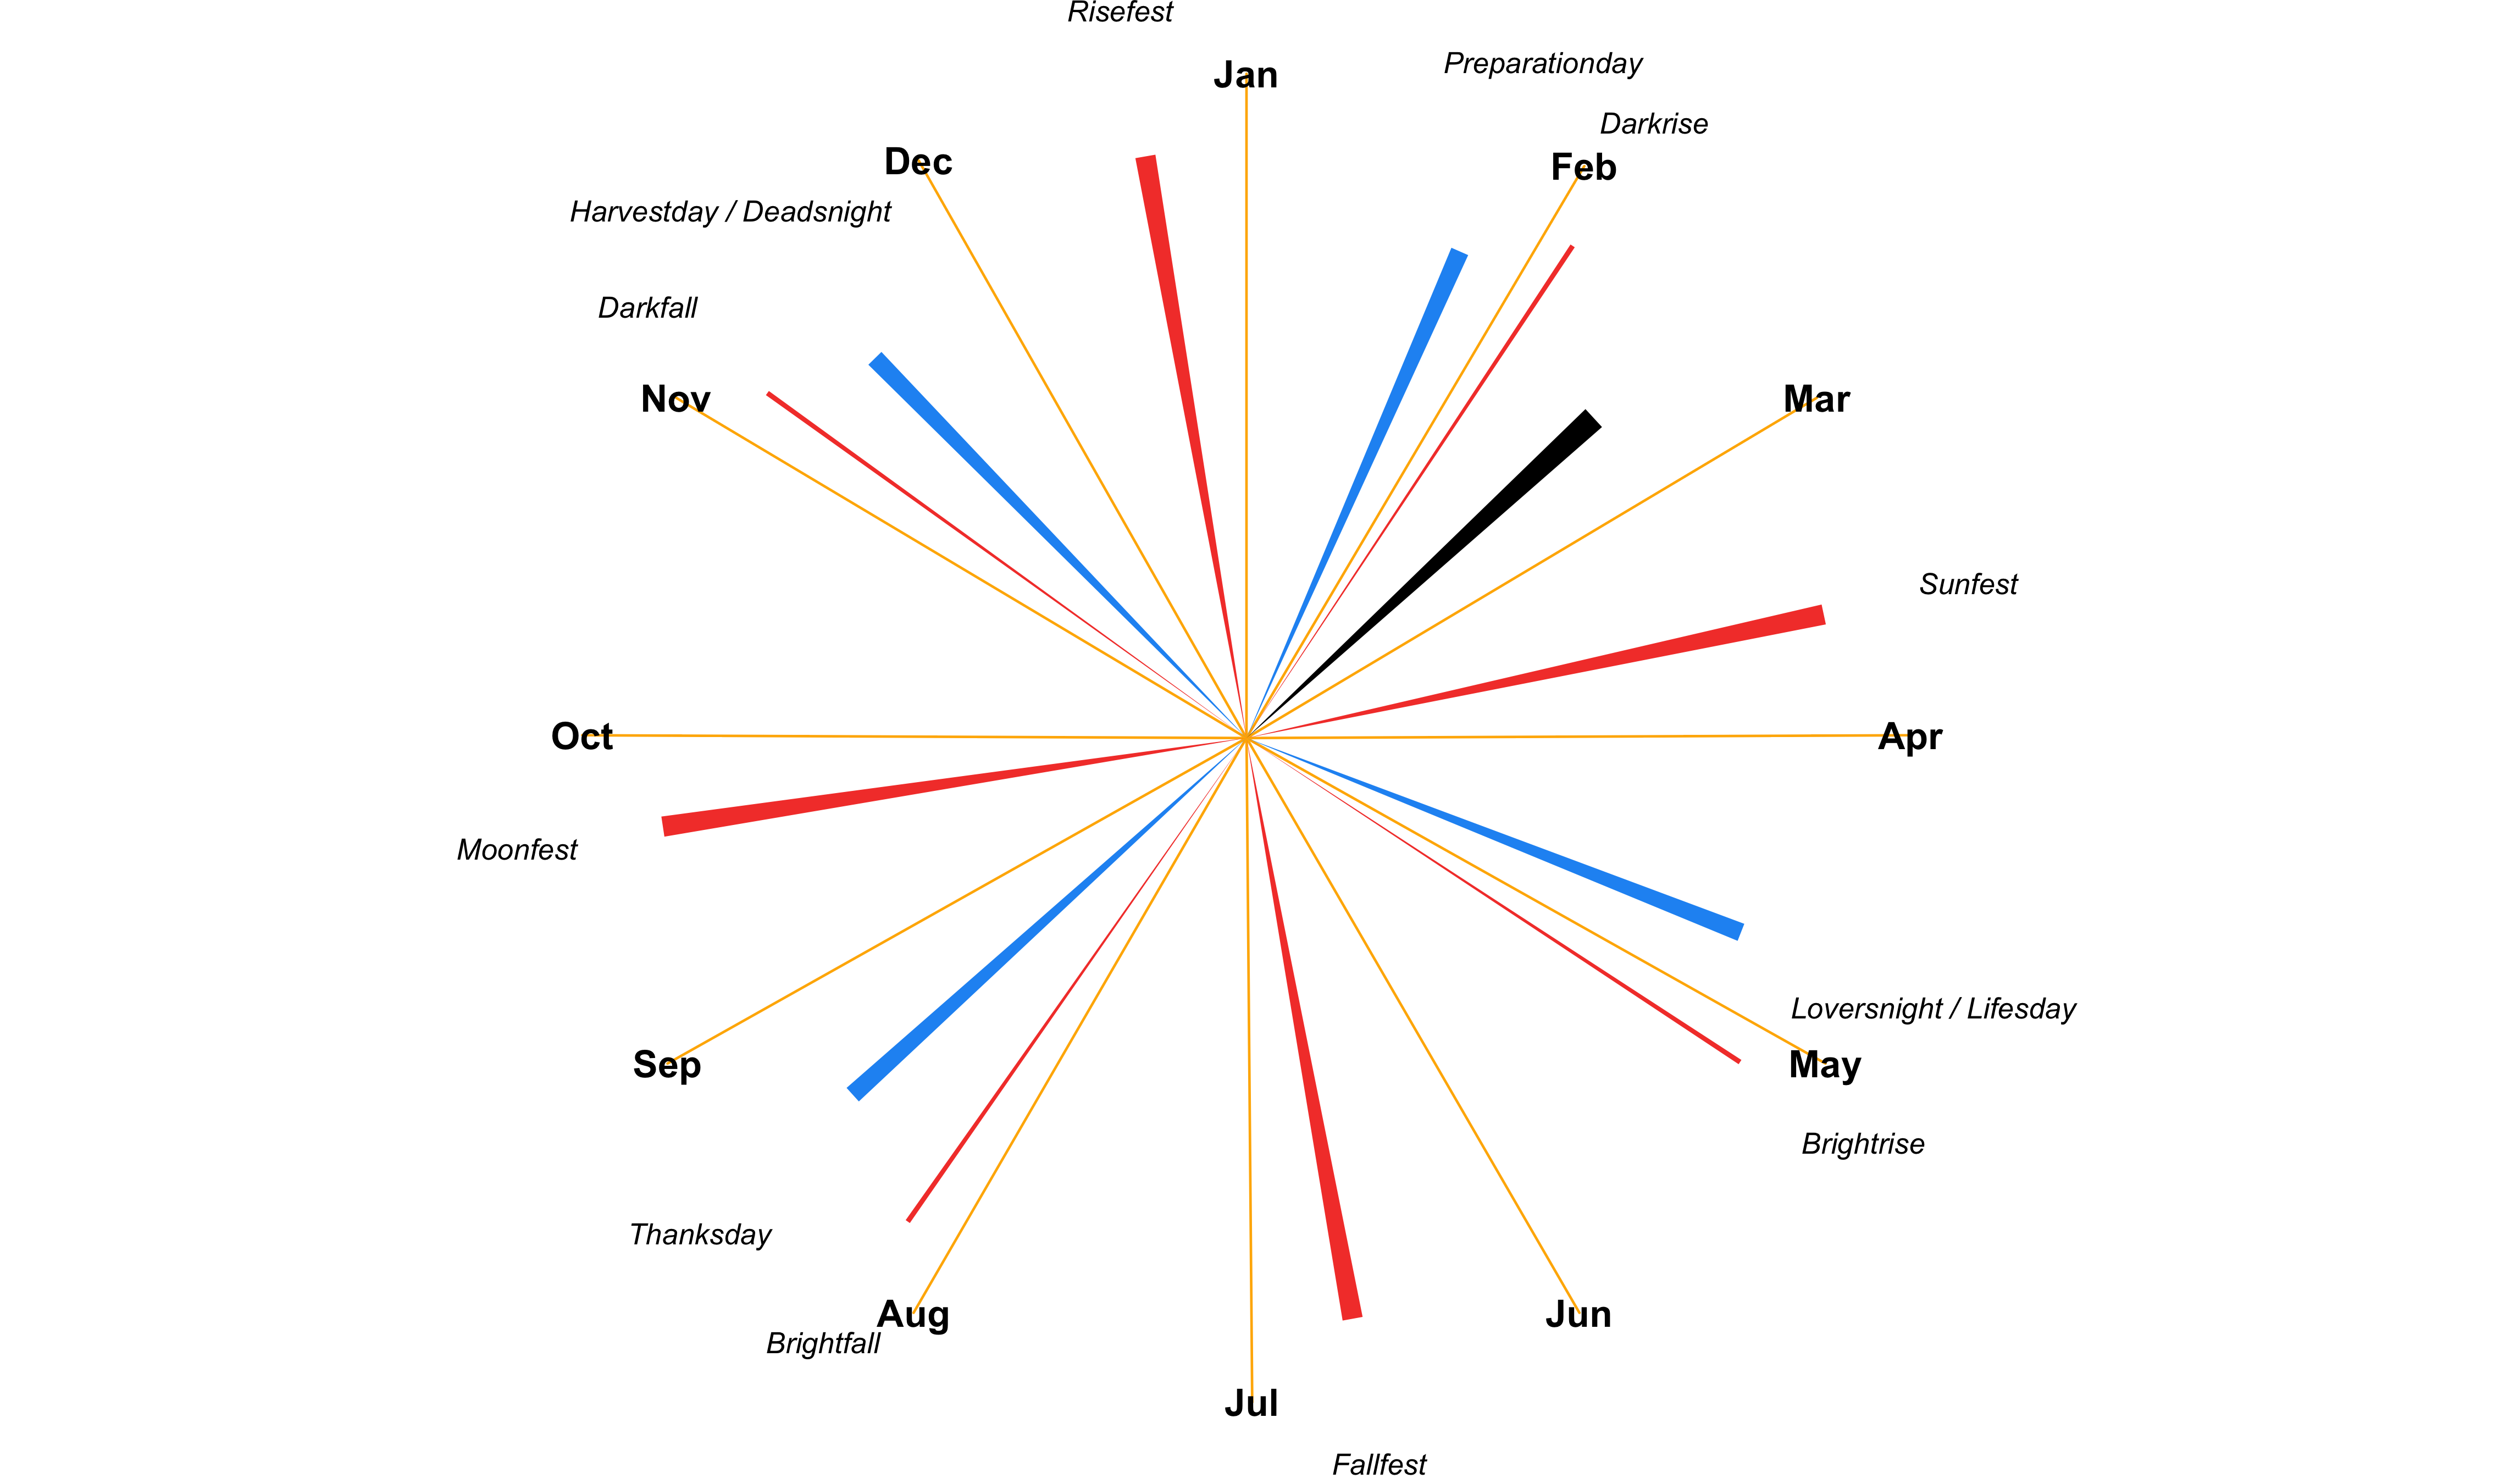 Risefest
Jan
Preparationday
Darkrise
Dec
Feb
Harvestday / Deadsnight
Darkfall
Nov
Mar
Sunfest
Oct
Apr
Moonfest
Loversnight / Lifesday
Sep
May
Brightrise
Thanksday
Aug
Jun
Brightfall
Jul
Fallfest